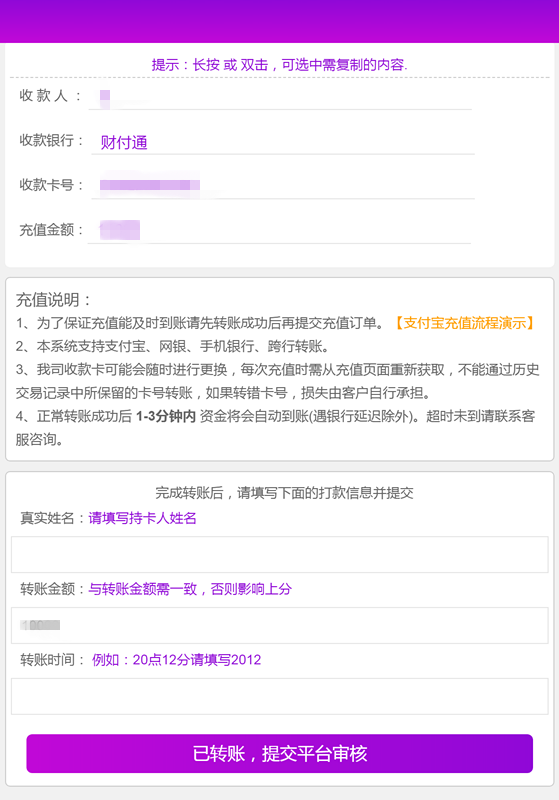 提示：长按 或 双击，可选中需复制的内容.
收 款 人 ：
收款银行： 财付通
收款卡号：
充值金额：
充值说明：
1、为了保证充值能及时到账请先转账成功后再提交充值订单。【支付宝充值流程演示】
2、本系统支持支付宝、网银、手机银行、跨行转账。
3、我司收款卡可能会随时进行更换，每次充值时需从充值页面重新获取，不能通过历史
交易记录中所保留的卡号转账，如果转错卡号，损失由客户自行承担。
4、正常转账成功后 1-3分钟内 资金将会自动到账(遇银行延迟除外)。超时未到请联系客
服咨询。
完成转账后，请填写下面的打款信息并提交
真实姓名：请填写持卡人姓名
转账金额：与转账金额需一致，否则影响上分
转账时间： 例如：20点12分请填写2012
已转账，提交平台审核